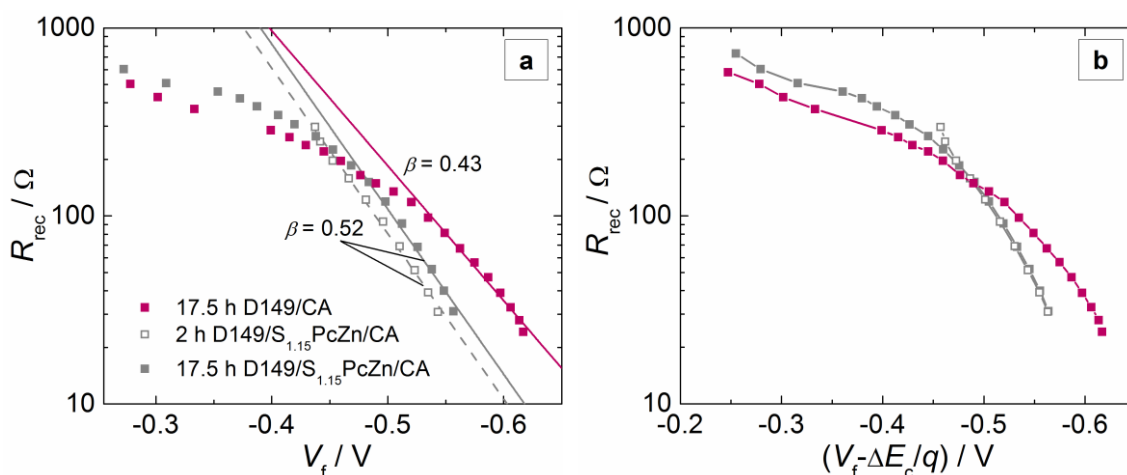 a
1000
100
10
R_rec / Ω
β = 0.43
β = 0.52
17.5 h D149/CA
2 h D149/S_1.15PcZn/CA
17.5 h D149/S_1.15PcZn/CA
-0.3 -0.4 -0.5 -0.6
V_f / V
b
1000
100
10
R_rec / Ω
-0.2 -0.3 -0.4 -0.5 -0.6
(V_f-ΔE_c/q) / V